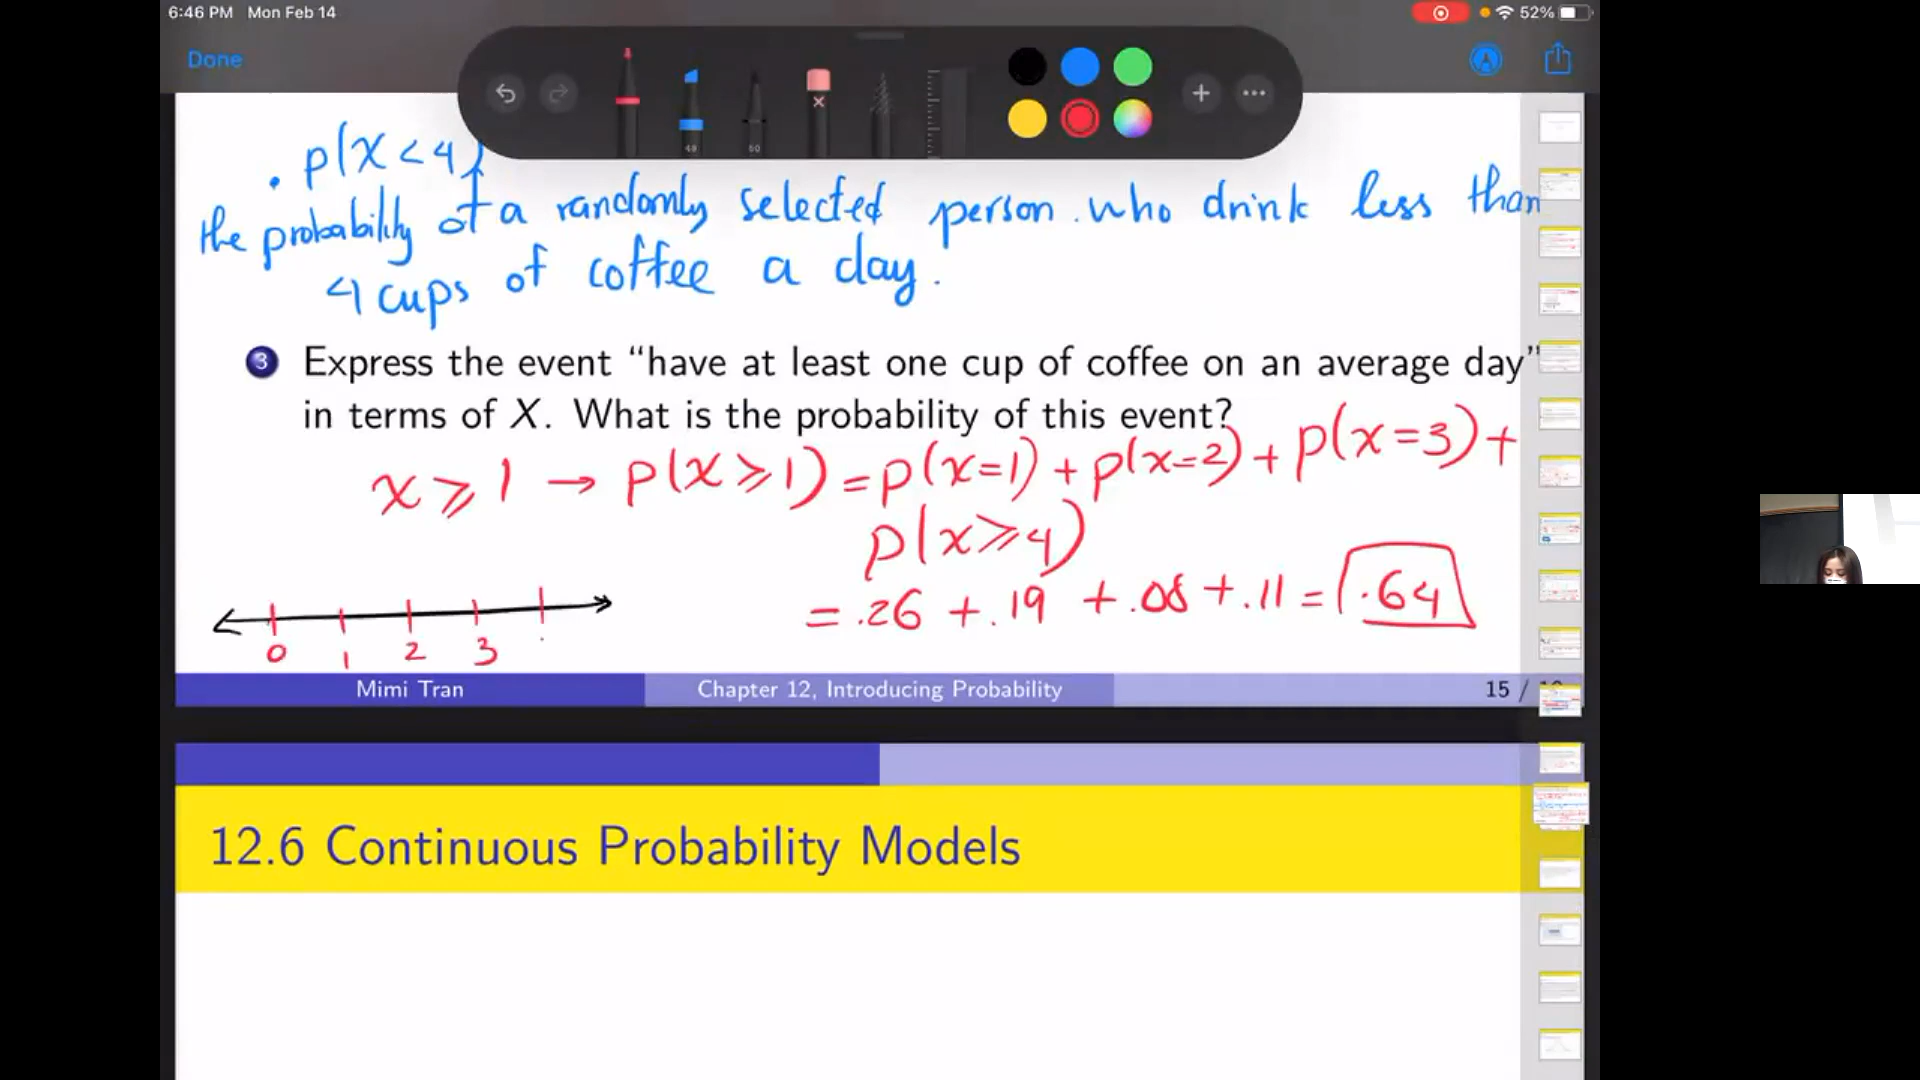 6:46 PM Mon Feb 14
52%
Done
49
50
. p(x<4)
the probability of a randomly selected person . who drink less than
4 cups of coffee a day .
3 Express the event “have at least one cup of coffee on an average day”
in terms of X. What is the probability of this event?
x ⩾ 1 → p(x ⩾ 1) = p(x=1) + p(x=2) + p(x=3) +
p(x⩾4)
= .26 + .19 + .08 + .11 = .64
0 1 2 3
Mimi Tran Chapter 12, Introducing Probability 15 /
12.6 Continuous Probability Models